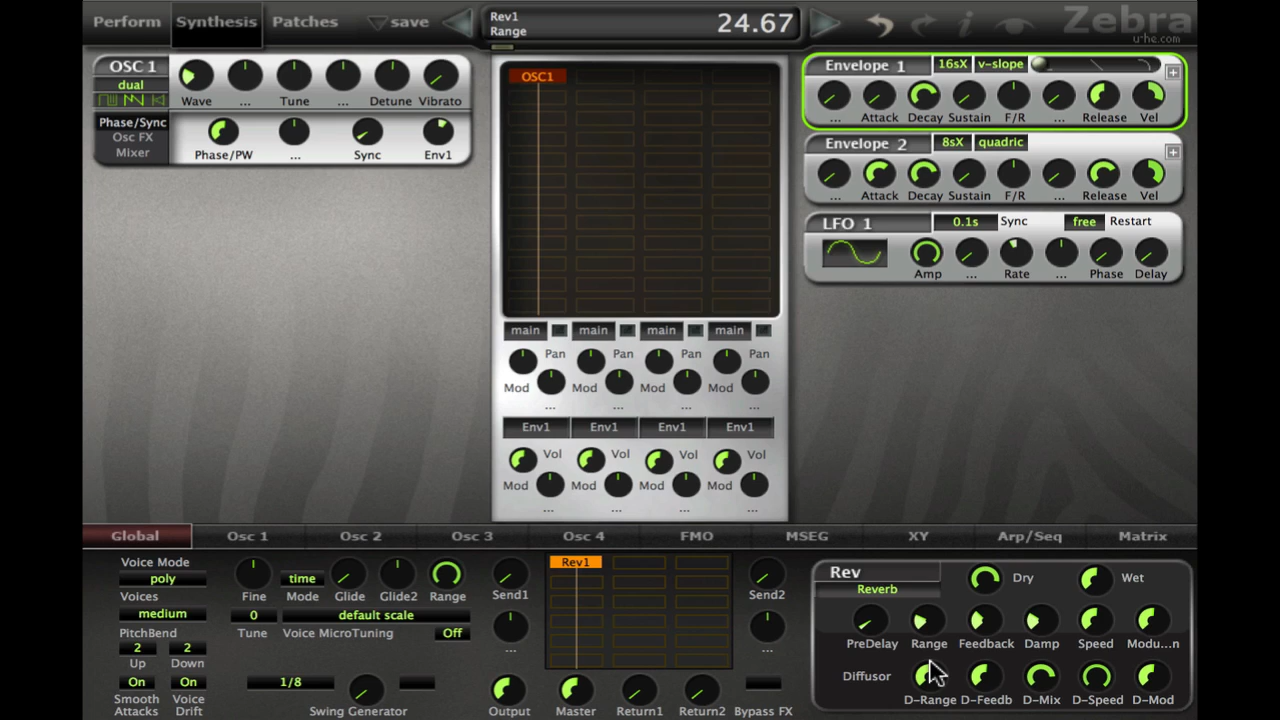 Perform Synthesis Patches save
Rev1
Range
24.67
Zebra
u-he.com
OSC 1
dual
Phase/Sync
Osc FX
Mixer
Wave ... Tune ... Detune Vibrato
Phase/PW ... Sync Env1
OSC1
main main main main
Pan Pan Pan Pan
Mod Mod Mod Mod
... ... ... ...
Env1 Env1 Env1 Env1
Vol Vol Vol Vol
Mod Mod Mod Mod
... ... ... ...
Envelope 1 16sX v-slope
... Attack Decay Sustain F/R ... Release Vel
Envelope 2 8sX quadric
... Attack Decay Sustain F/R ... Release Vel
LFO 1 0.1s Sync free Restart
Amp ... Rate ... Phase Delay
Global Osc 1 Osc 2 Osc 3 Osc 4 FMO MSEG XY Arp/Seq Matrix
Voice Mode
poly
Voices
medium
PitchBend
2 2
Up Down
On On
Smooth Attacks
Voice Drift
time
Fine Mode Glide Glide2 Range
0 default scale
Tune Voice MicroTuning Off
1/8
Swing Generator
Send1
...
Output
Rev1
Master Return1 Return2
Send2
...
Bypass FX
Rev
Reverb
Dry Wet
PreDelay Range Feedback Damp Speed Modu...n
Diffusor
D-Range D-Feedb D-Mix D-Speed D-Mod